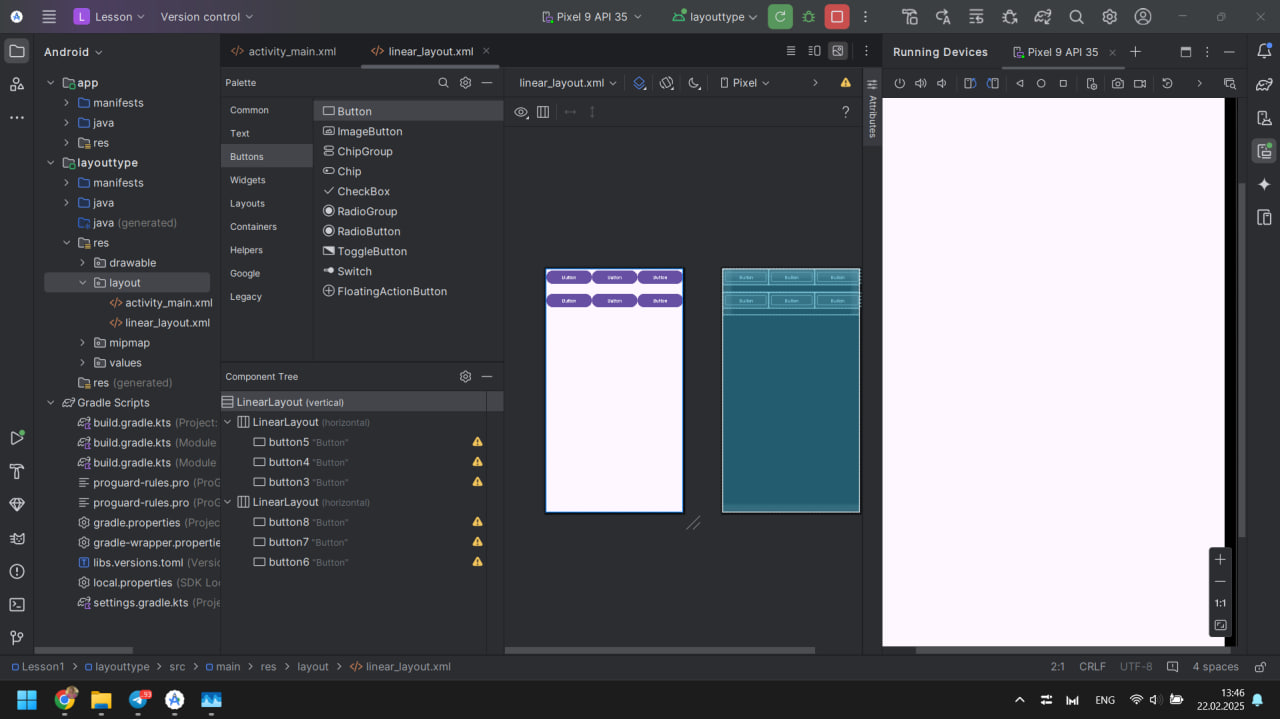 L Lesson Version control Pixel 9 API 35 layouttype
Android
activity_main.xml linear_layout.xml
Running Devices Pixel 9 API 35
app
manifests
java
res
layouttype
manifests
java
java (generated)
res
drawable
layout
activity_main.xml
linear_layout.xml
mipmap
values
res (generated)
Gradle Scripts
build.gradle.kts (Project:
build.gradle.kts (Module
build.gradle.kts (Module
proguard-rules.pro (ProG
proguard-rules.pro (ProG
gradle.properties (Projec
gradle-wrapper.propertie
libs.versions.toml (Versio
local.properties (SDK Loc
settings.gradle.kts (Proje
Palette
Common
Text
Buttons
Widgets
Layouts
Containers
Helpers
Google
Legacy
Button
ImageButton
ChipGroup
Chip
CheckBox
RadioGroup
RadioButton
ToggleButton
Switch
FloatingActionButton
Component Tree
LinearLayout (vertical)
LinearLayout (horizontal)
button5 "Button"
button4 "Button"
button3 "Button"
LinearLayout (horizontal)
button8 "Button"
button7 "Button"
button6 "Button"
linear_layout.xml Pixel
?
Attributes
Button Button Button
Button Button Button
Button Button Button
Button Button Button
1:1
Lesson1 > layouttype > src > main > res > layout > linear_layout.xml
2:1 CRLF UTF-8 4 spaces
93
ENG
13:46
22.02.2025